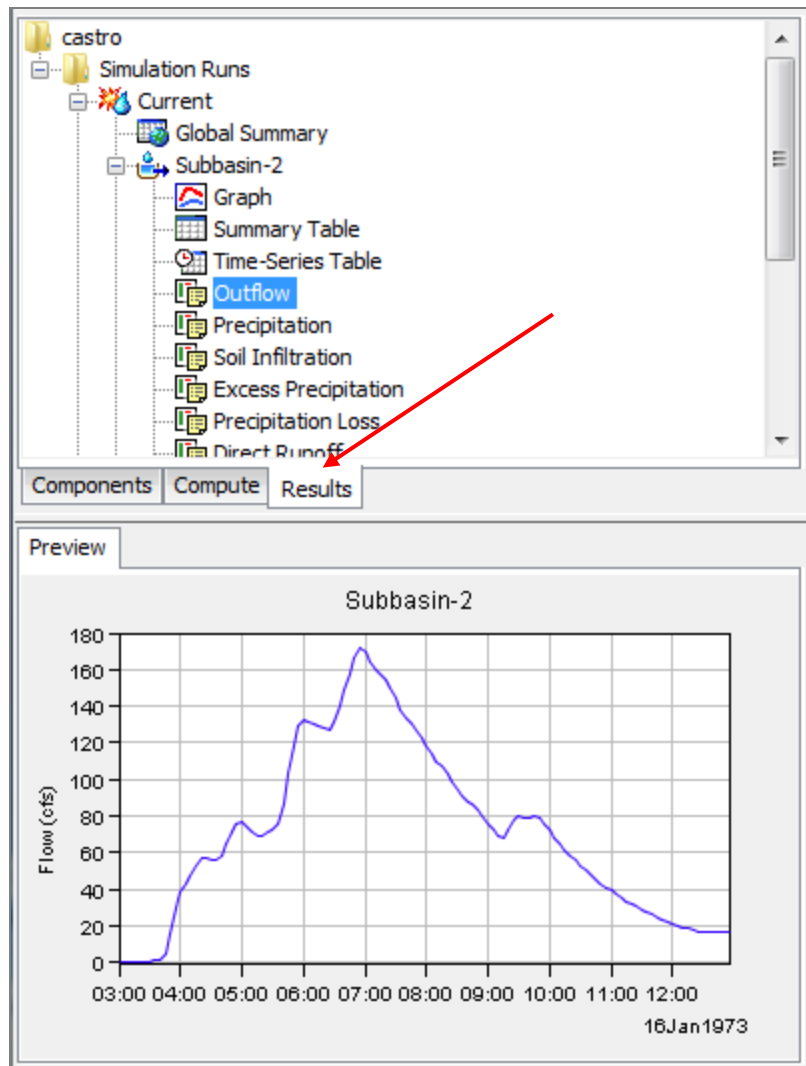 castro
Simulation Runs
Current
Global Summary
Subbasin-2
Graph
Summary Table
Time-Series Table
Outflow
Precipitation
Soil Infiltration
Excess Precipitation
Precipitation Loss
Direct Runoff
Components Compute Results
Preview
Subbasin-2
180
160
140
120
100
80
60
40
20
0
Flow (cfs)
03:00 04:00 05:00 06:00 07:00 08:00 09:00 10:00 11:00 12:00
16Jan1973